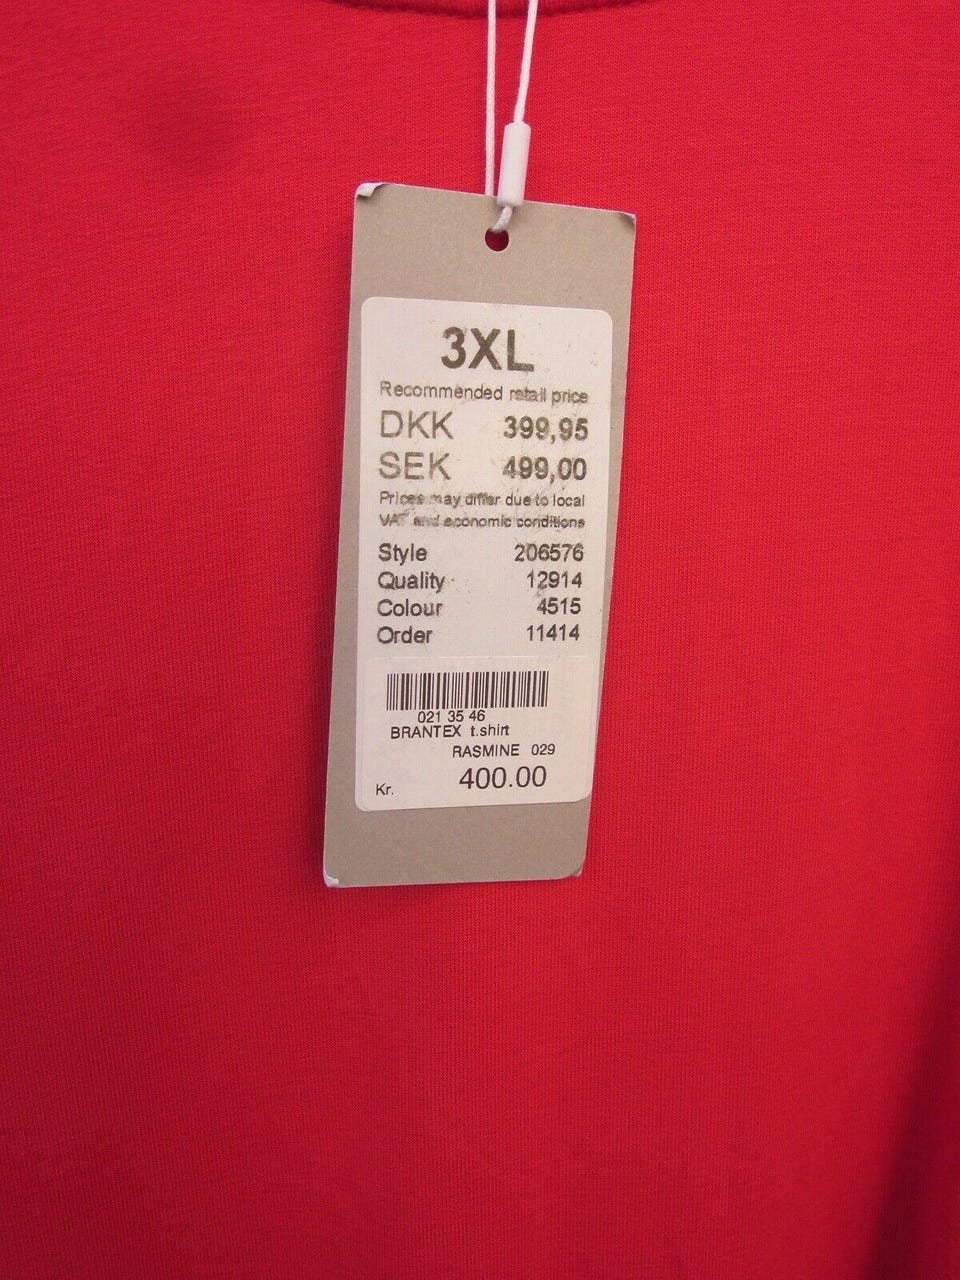 3XL
Recommended retail price
DKK 399,95
SEK 499,00
Prices may differ due to local
VAT and economic conditions
Style 206576
Quality 12914
Colour 4515
Order 11414
021 35 46
BRANTEX t.shirt
RASMINE 029
Kr. 400.00